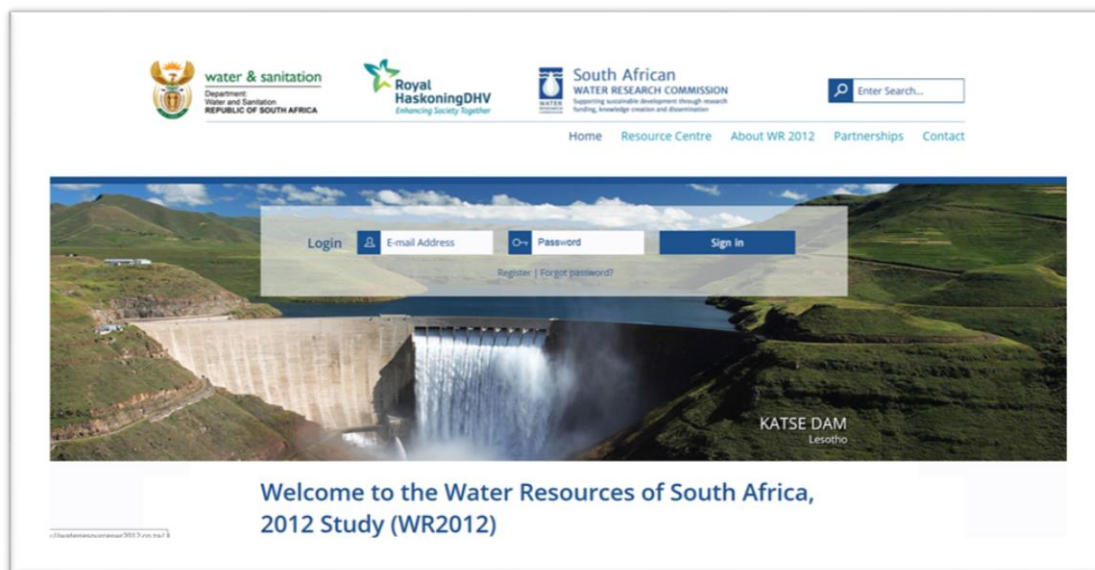 water & sanitation
Department:
Water and Sanitation
REPUBLIC OF SOUTH AFRICA
Royal
HaskoningDHV
Enhancing Society Together
WATER
South African
WATER RESEARCH COMMISSION
Supporting sustainable development through research
funding, knowledge creation and dissemination
Enter Search...
Home Resource Centre About WR 2012 Partnerships Contact
Login E-mail Address Password Sign in
Register | Forgot password?
KATSE DAM
Lesotho
Welcome to the Water Resources of South Africa,
2012 Study (WR2012)